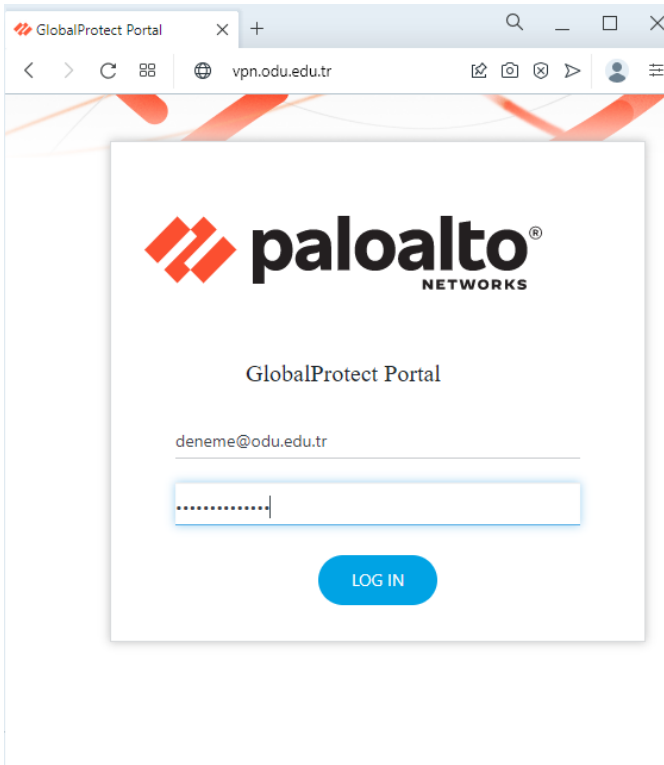 GlobalProtect Portal
vpn.odu.edu.tr
paloalto®
NETWORKS
GlobalProtect Portal
deneme@odu.edu.tr
••••••••••••••
LOG IN